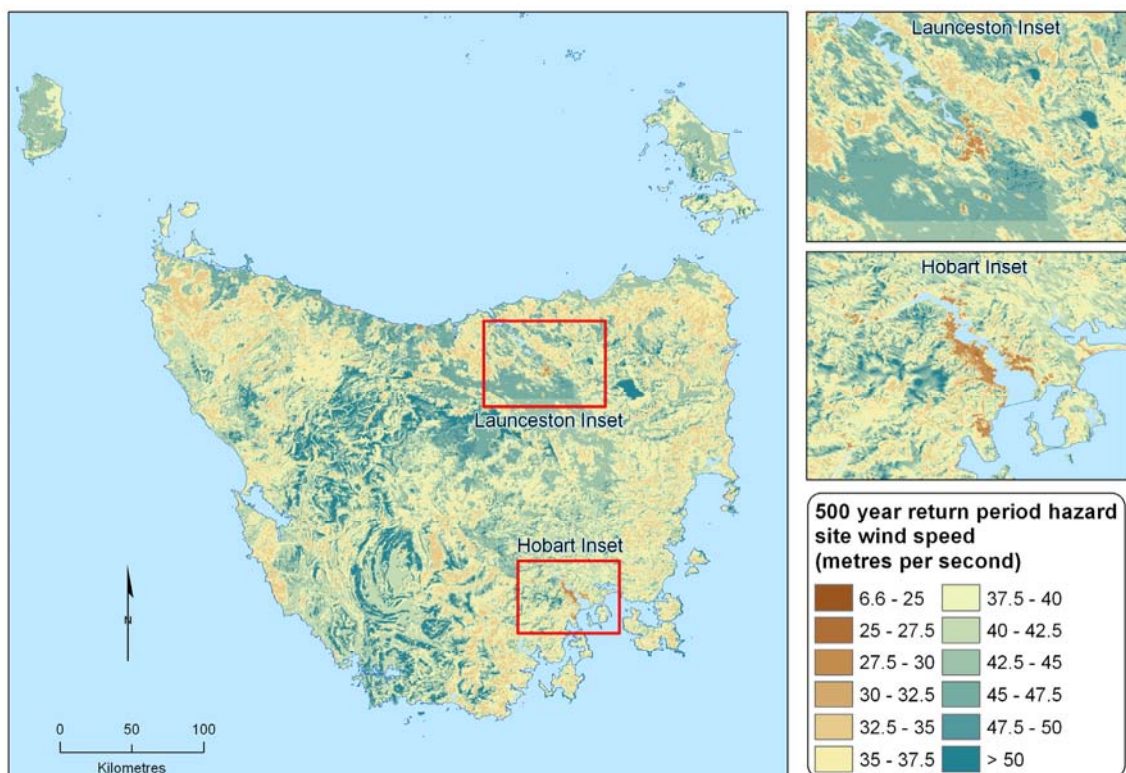 Launceston Inset
Hobart Inset
Launceston Inset
Hobart Inset
N
0 50 100
Kilometres
500 year return period hazard
site wind speed
(metres per second)
6.6 - 25
25 - 27.5
27.5 - 30
30 - 32.5
32.5 - 35
35 - 37.5
37.5 - 40
40 - 42.5
42.5 - 45
45 - 47.5
47.5 - 50
> 50